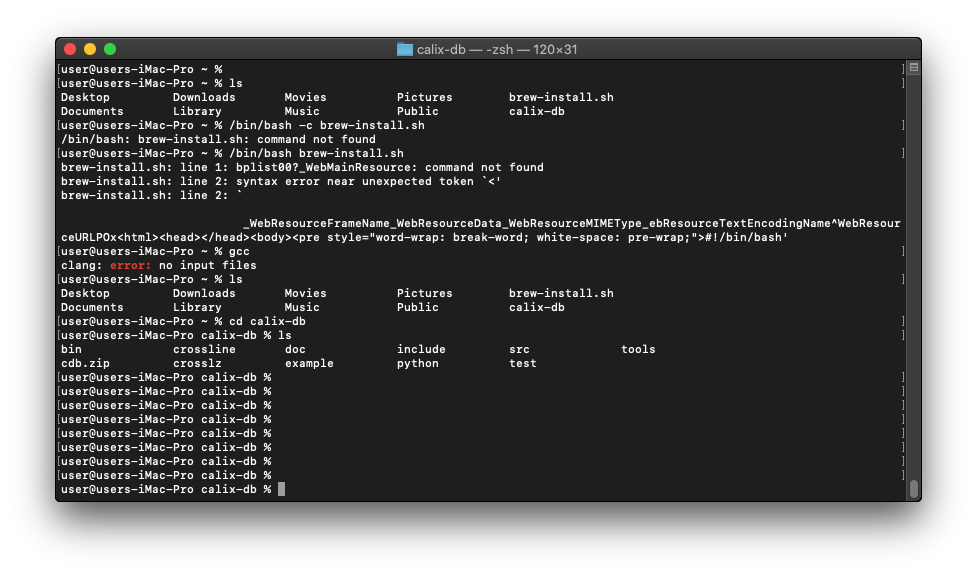 calix-db — -zsh — 120×31
[user@users-iMac-Pro ~ % ]
[user@users-iMac-Pro ~ % ls ]
Desktop Downloads Movies Pictures brew-install.sh
Documents Library Music Public calix-db
[user@users-iMac-Pro ~ % /bin/bash -c brew-install.sh ]
/bin/bash: brew-install.sh: command not found
[user@users-iMac-Pro ~ % /bin/bash brew-install.sh ]
brew-install.sh: line 1: bplist00?_WebMainResource: command not found
brew-install.sh: line 2: syntax error near unexpected token `<'
brew-install.sh: line 2: `
_WebResourceFrameName_WebResourceData_WebResourceMIMEType_ebResourceTextEncodingName^WebResour
ceURLPOx<html><head></head><body><pre style="word-wrap: break-word; white-space: pre-wrap;">#!/bin/bash'
[user@users-iMac-Pro ~ % gcc ]
clang: error: no input files
[user@users-iMac-Pro ~ % ls ]
Desktop Downloads Movies Pictures brew-install.sh
Documents Library Music Public calix-db
[user@users-iMac-Pro ~ % cd calix-db ]
[user@users-iMac-Pro calix-db % ls ]
bin crossline doc include src tools
cdb.zip crosslz example python test
[user@users-iMac-Pro calix-db % ]
[user@users-iMac-Pro calix-db % ]
[user@users-iMac-Pro calix-db % ]
[user@users-iMac-Pro calix-db % ]
[user@users-iMac-Pro calix-db % ]
[user@users-iMac-Pro calix-db % ]
[user@users-iMac-Pro calix-db % ]
[user@users-iMac-Pro calix-db % ]
user@users-iMac-Pro calix-db %